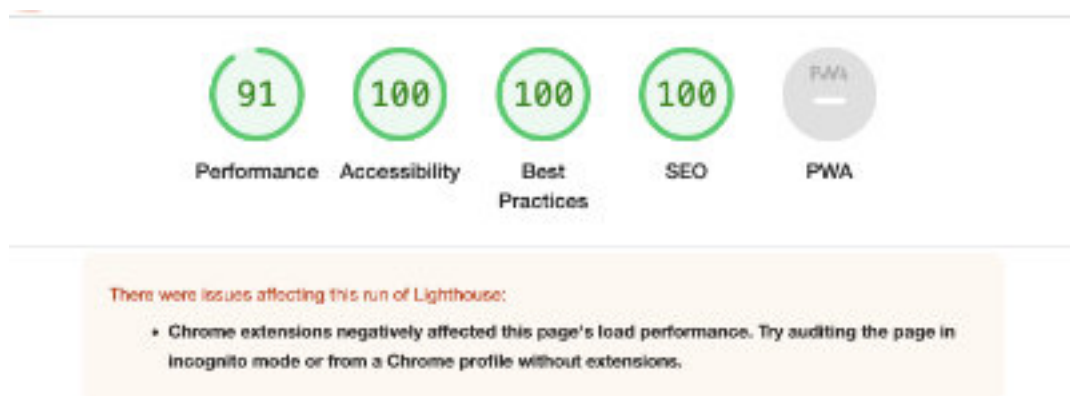 91
100
100
100
PWA
Performance
Accessibility
Best
Practices
SEO
PWA
There were issues affecting this run of Lighthouse:
• Chrome extensions negatively affected this page's load performance. Try auditing the page in
incognito mode or from a Chrome profile without extensions.